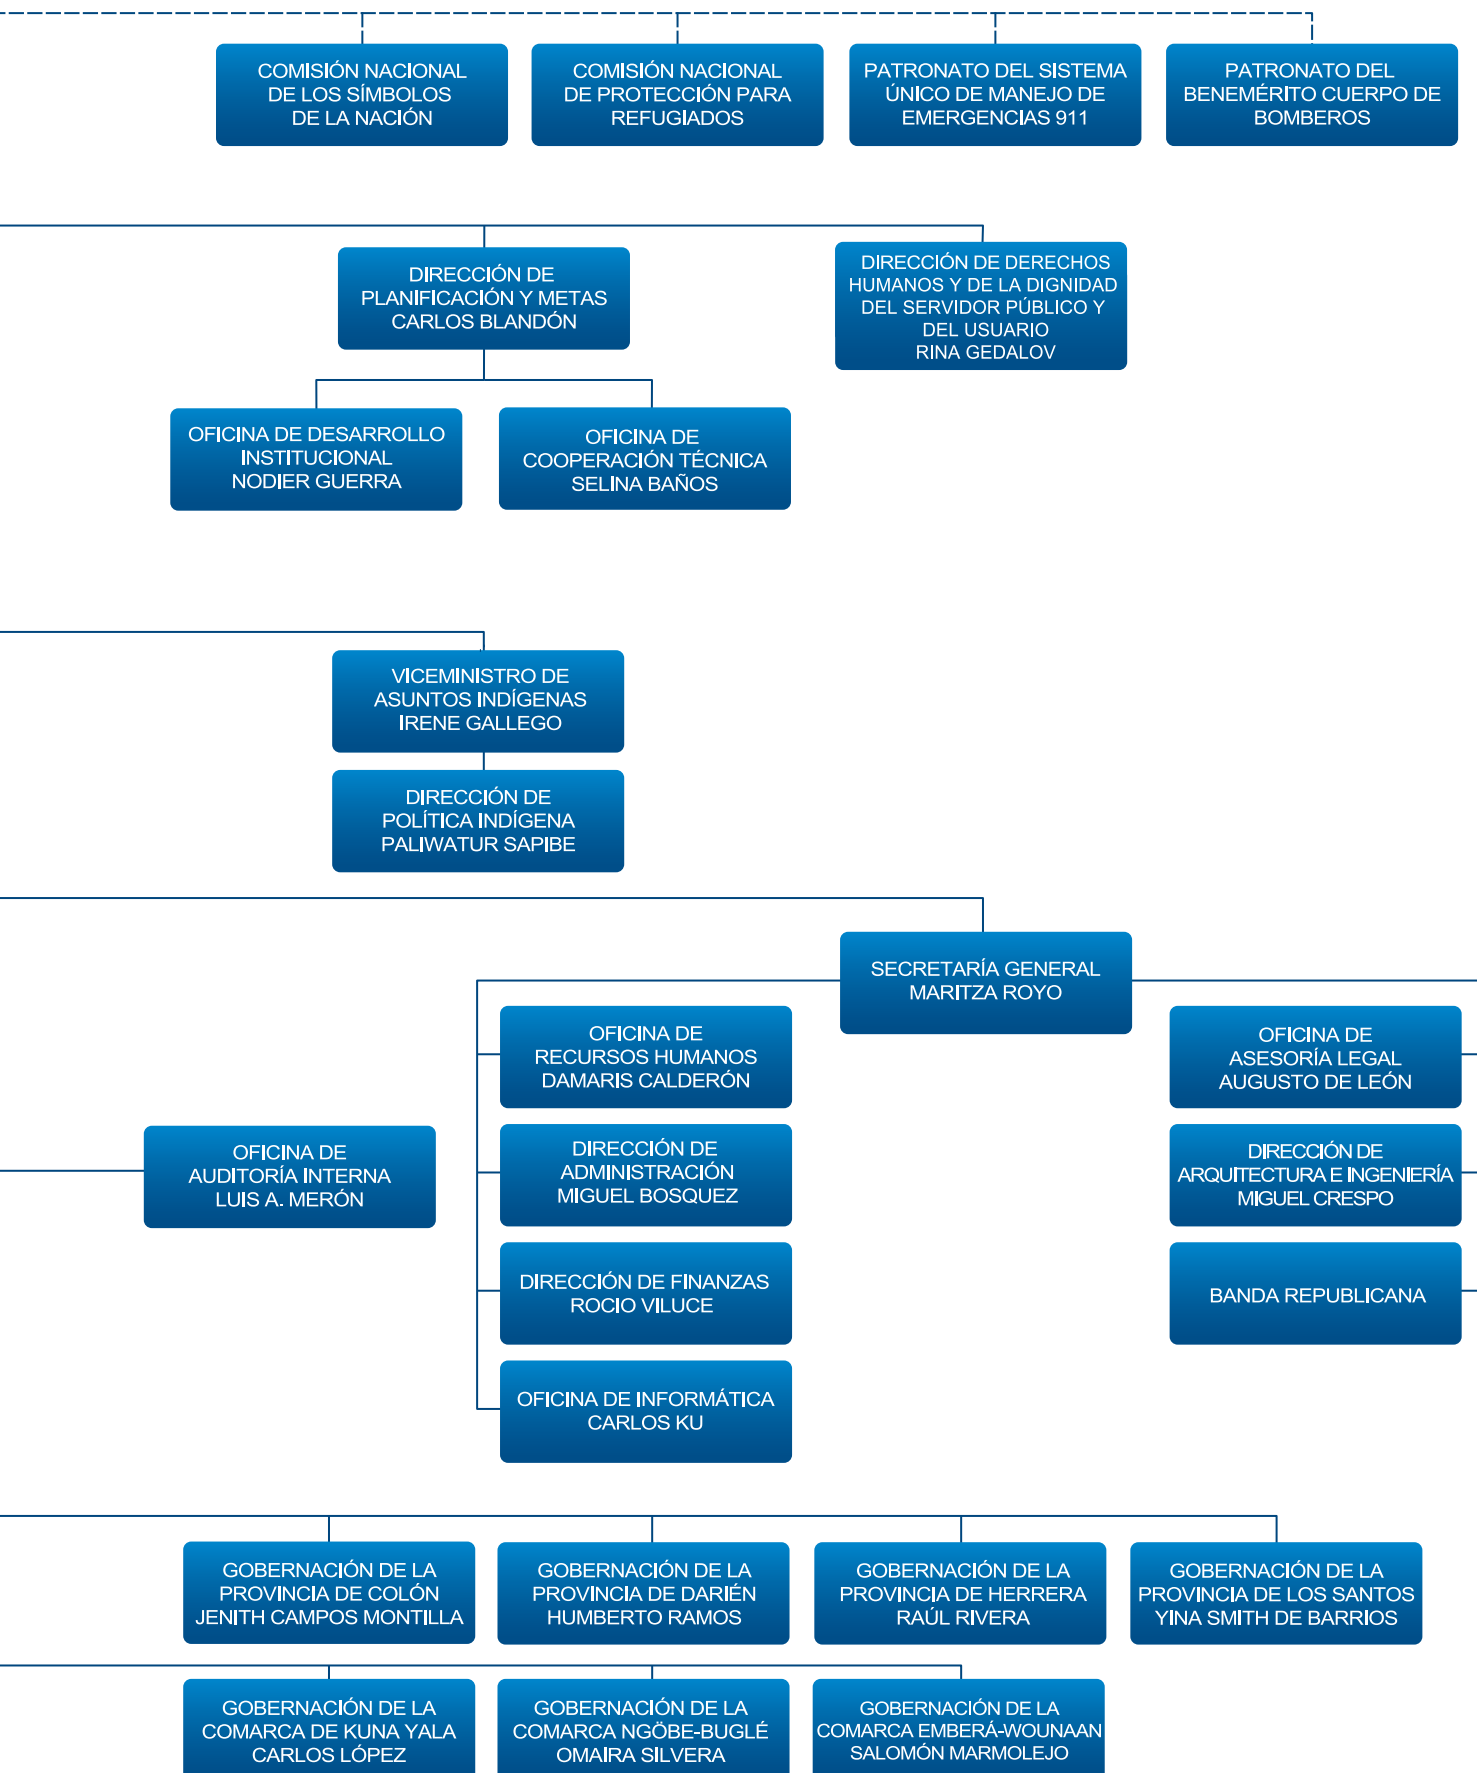 COMISIÓN NACIONAL
DE LOS SÍMBOLOS
DE LA NACIÓN
COMISIÓN NACIONAL
DE PROTECCIÓN PARA
REFUGIADOS
PATRONATO DEL SISTEMA
ÚNICO DE MANEJO DE
EMERGENCIAS 911
PATRONATO DEL
BENEMÉRITO CUERPO DE
BOMBEROS
DIRECCIÓN DE
PLANIFICACIÓN Y METAS
CARLOS BLANDÓN
DIRECCIÓN DE DERECHOS
HUMANOS Y DE LA DIGNIDAD
DEL SERVIDOR PÚBLICO Y
DEL USUARIO
RINA GEDALOV
OFICINA DE DESARROLLO
INSTITUCIONAL
NODIER GUERRA
OFICINA DE
COOPERACIÓN TÉCNICA
SELINA BAÑOS
VICEMINISTRO DE
ASUNTOS INDÍGENAS
IRENE GALLEGO
DIRECCIÓN DE
POLÍTICA INDÍGENA
PALIWATUR SAPIBE
SECRETARÍA GENERAL
MARITZA ROYO
OFICINA DE
RECURSOS HUMANOS
DAMARIS CALDERÓN
OFICINA DE
ASESORÍA LEGAL
AUGUSTO DE LEÓN
OFICINA DE
AUDITORÍA INTERNA
LUIS A. MERÓN
DIRECCIÓN DE
ADMINISTRACIÓN
MIGUEL BOSQUEZ
DIRECCIÓN DE
ARQUITECTURA E INGENIERÍA
MIGUEL CRESPO
DIRECCIÓN DE FINANZAS
ROCIO VILUCE
BANDA REPUBLICANA
OFICINA DE INFORMÁTICA
CARLOS KU
GOBERNACIÓN DE LA
PROVINCIA DE COLÓN
JENITH CAMPOS MONTILLA
GOBERNACIÓN DE LA
PROVINCIA DE DARIÉN
HUMBERTO RAMOS
GOBERNACIÓN DE LA
PROVINCIA DE HERRERA
RAÚL RIVERA
GOBERNACIÓN DE LA
PROVINCIA DE LOS SANTOS
YINA SMITH DE BARRIOS
GOBERNACIÓN DE LA
COMARCA DE KUNA YALA
CARLOS LÓPEZ
GOBERNACIÓN DE LA
COMARCA NGÖBE-BUGLÉ
OMAIRA SILVERA
GOBERNACIÓN DE LA
COMARCA EMBERÁ-WOUNAAN
SALOMÓN MARMOLEJO